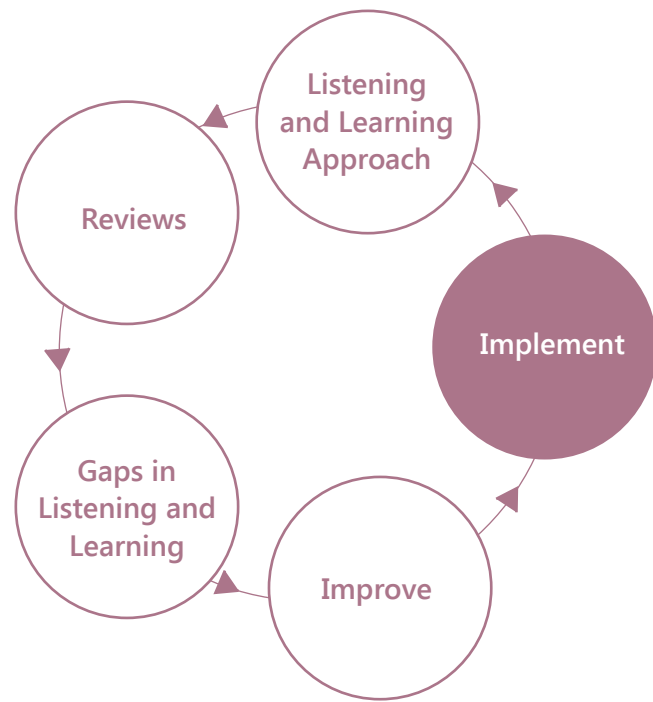 Listening
and Learning
Approach
Reviews
Implement
Gaps in
Listening and
Learning
Improve